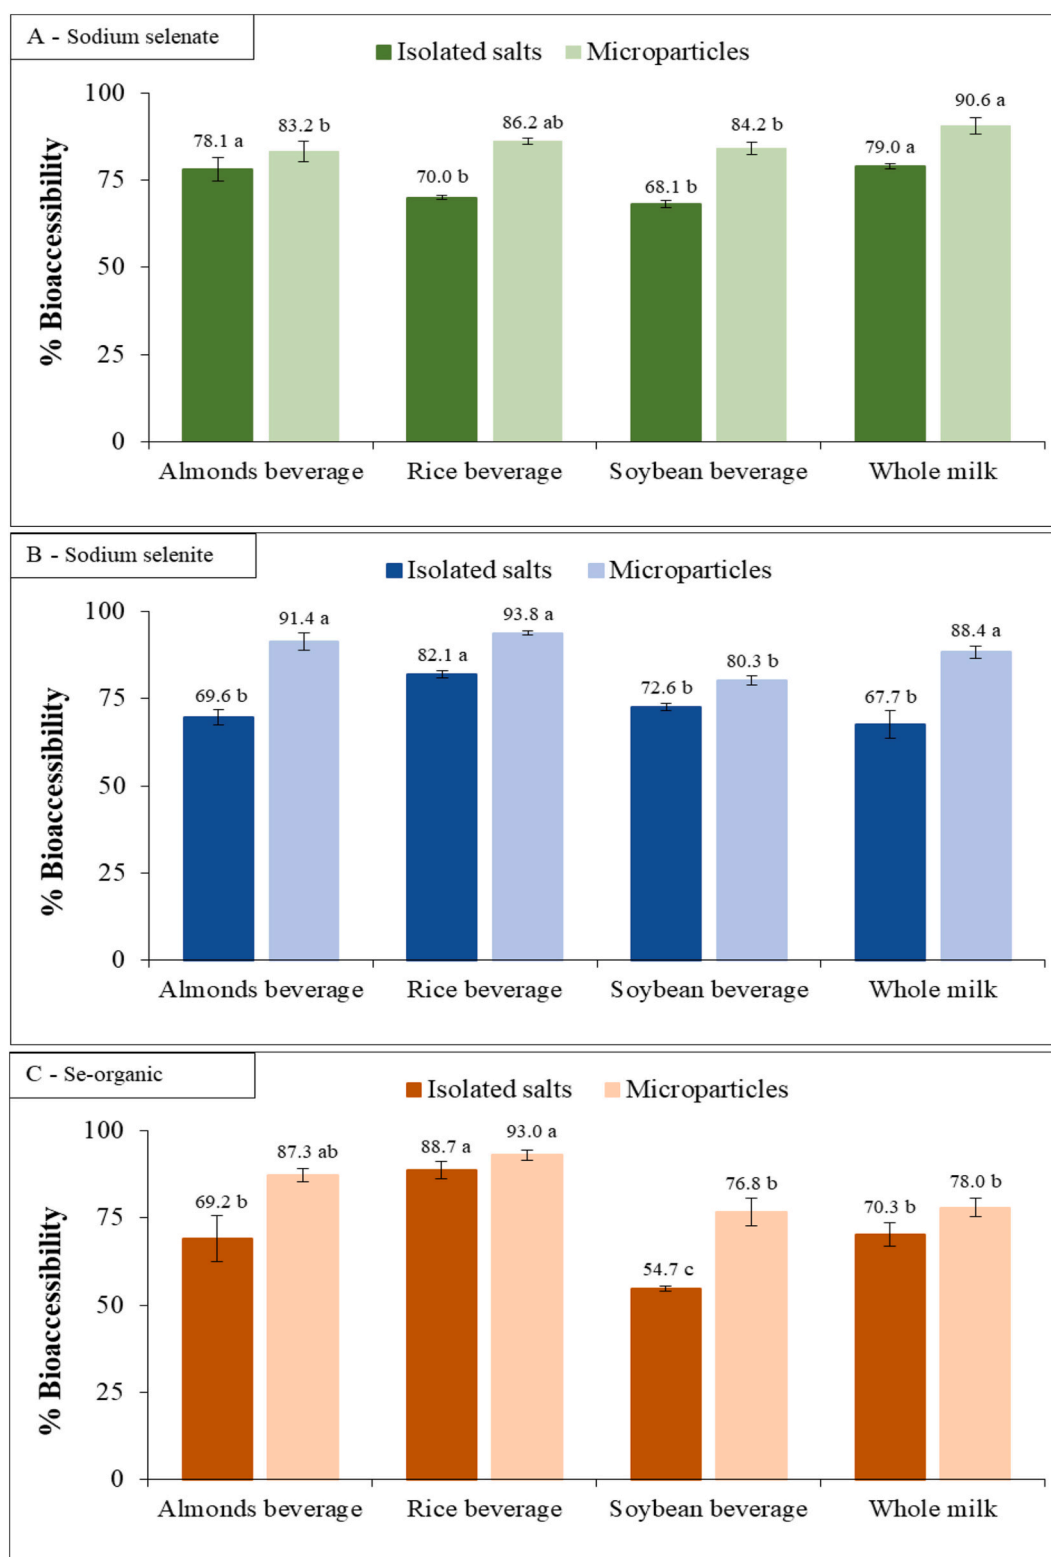 A - Sodium selenate
Isolated salts Microparticles
% Bioaccessibility
100
75
50
25
0
78.1 a
83.2 b
70.0 b
86.2 ab
68.1 b
84.2 b
79.0 a
90.6 a
Almonds beverage Rice beverage Soybean beverage Whole milk
B - Sodium selenite
Isolated salts Microparticles
% Bioaccessibility
100
75
50
25
0
69.6 b
91.4 a
82.1 a
93.8 a
72.6 b
80.3 b
67.7 b
88.4 a
Almonds beverage Rice beverage Soybean beverage Whole milk
C - Se-organic
Isolated salts Microparticles
% Bioaccessibility
100
75
50
25
0
69.2 b
87.3 ab
88.7 a
93.0 a
54.7 c
76.8 b
70.3 b
78.0 b
Almonds beverage Rice beverage Soybean beverage Whole milk